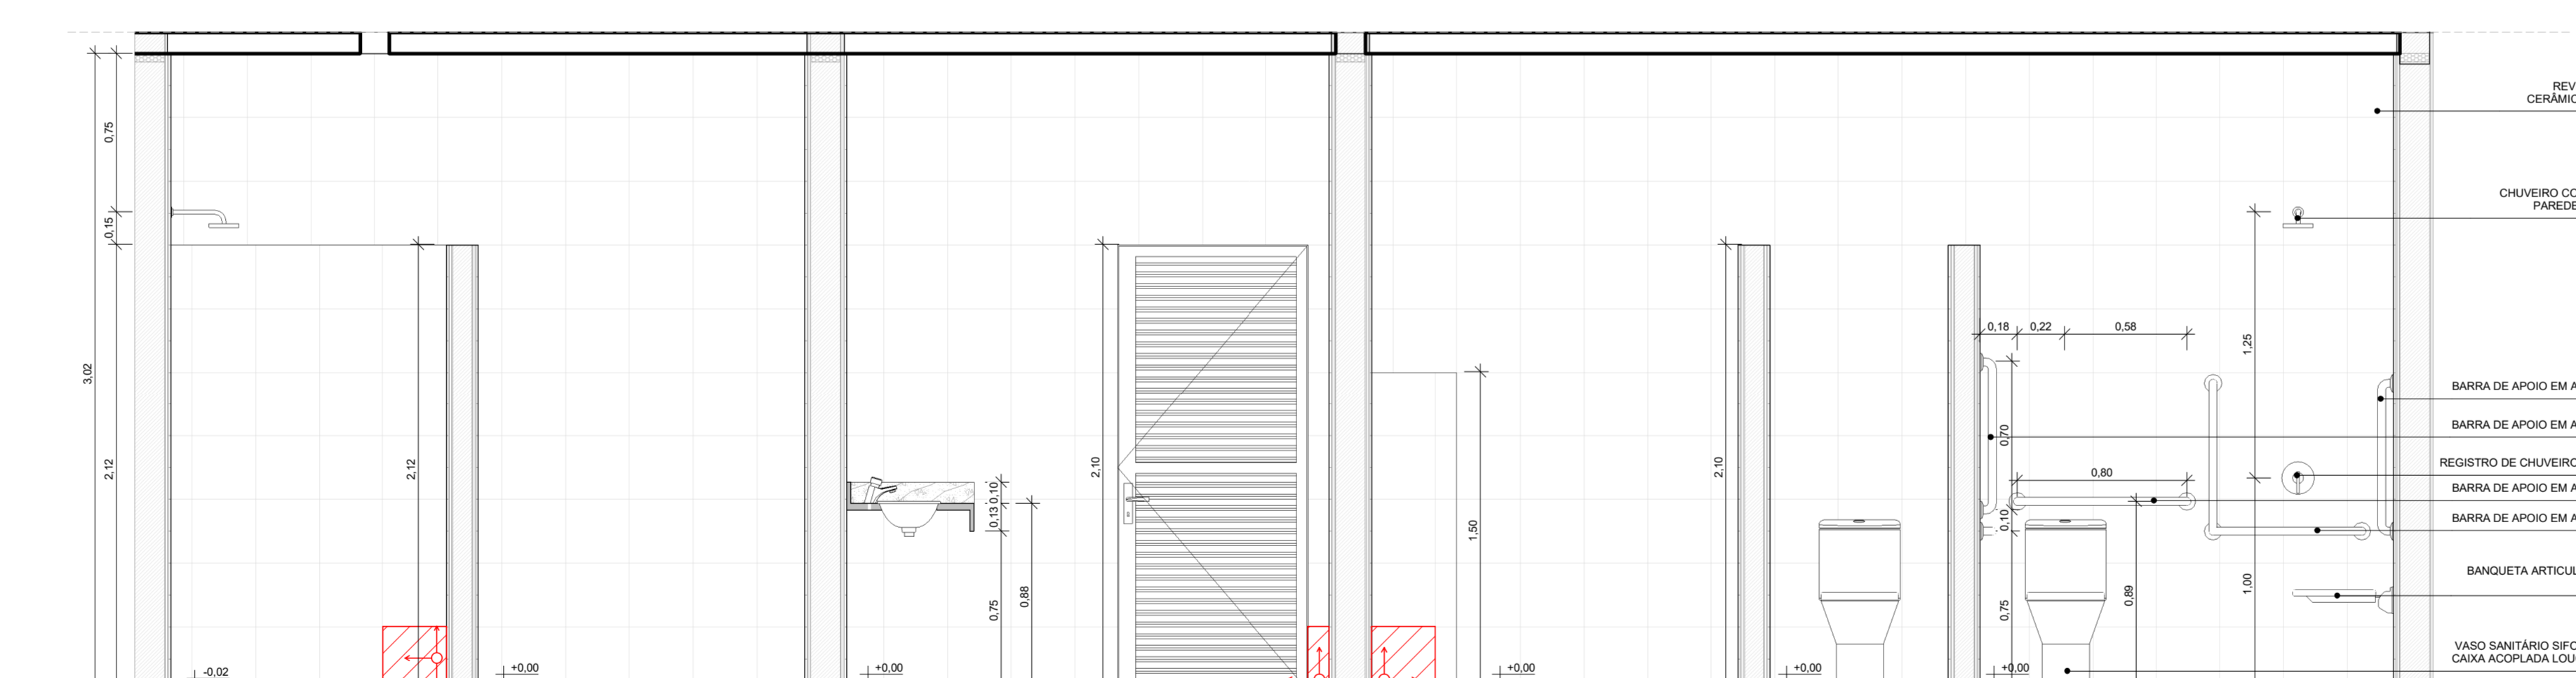 REV
CERÂMIC
0,75
CHUVEIRO CO
PAREDE
0,15
0,18
0,22
0,58
1,25
3,02
BARRA DE APOIO EM A
BARRA DE APOIO EM A
0,70
2,12
2,12
2,10
2,10
0,80
REGISTRO DE CHUVEIRO
BARRA DE APOIO EM A
0,10
0,13
BARRA DE APOIO EM A
0,10
1,50
BANQUETA ARTICUL
1,00
0,88
0,89
0,75
0,75
VASO SANITÁRIO SIFO
CAIXA ACOPLADA LOU
-0,02
+0,00
+0,00
+0,00
+0,00
+0,00